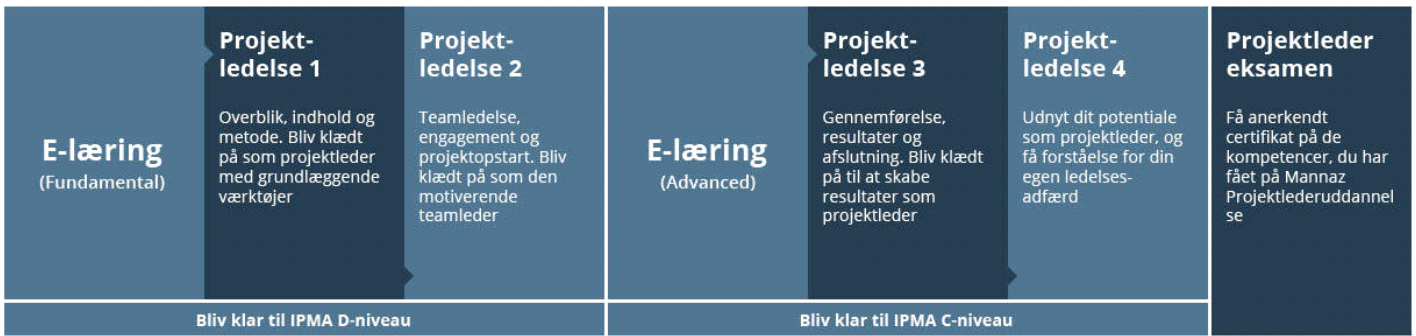 E-læring
(Fundamental)
Projekt-
ledelse 1
Overblik, indhold og
metode. Bliv klædt
på som projektleder
med grundlæggende
værktøjer
Projekt-
ledelse 2
Teamledelse,
engagement og
projektopstart. Bliv
klædt på som den
motiverende
teamleder
Bliv klar til IPMA D-niveau
E-læring
(Advanced)
Projekt-
ledelse 3
Gennemførelse,
resultater og
afslutning. Bliv klædt
på til at skabe
resultater som
projektleder
Projekt-
ledelse 4
Udnyt dit potentiale
som projektleder, og
få forståelse for din
egen ledelses-
adfærd
Bliv klar til IPMA C-niveau
Projektleder
eksamen
Få anerkendt
certifikat på de
kompetencer, du har
fået på Mannaz
Projektlederuddannel
se